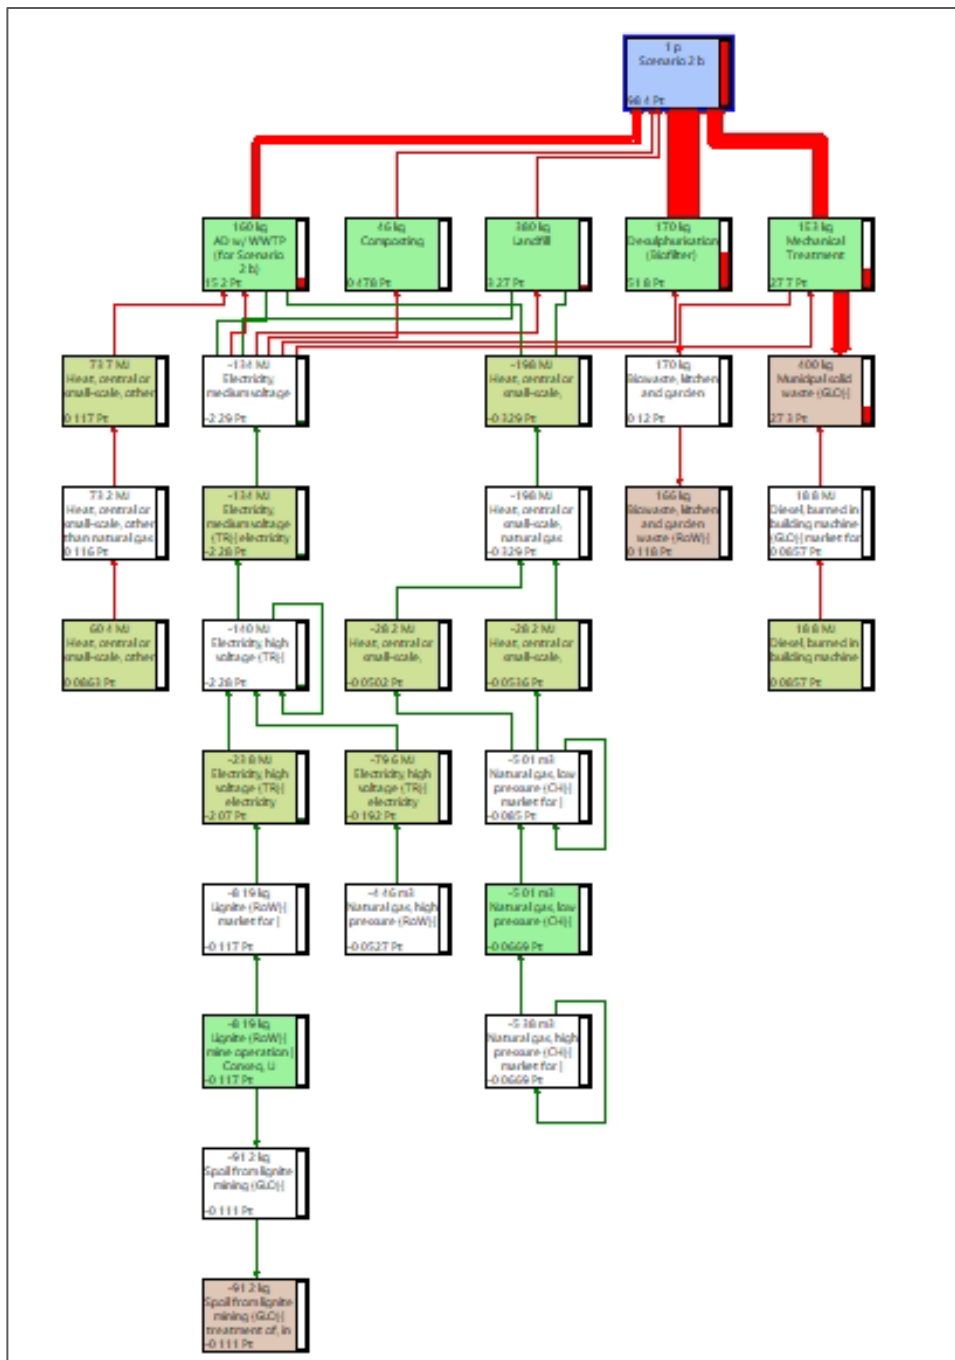 1 p
Scenario 2 b
98.4 Pt
160 kg
AD w/ WWTP
(for Scenario
2 b)
15.2 Pt
46 kg
Composting
0.478 Pt
380 kg
Landfill
3.27 Pt
170 kg
Desulphurisation
(Biofilter)
51.8 Pt
153 kg
Mechanical
Treatment
27.7 Pt
73.7 MJ
Heat, central or
small-scale, other
0.117 Pt
-134 MJ
Electricity,
medium voltage
-2.29 Pt
-198 MJ
Heat, central or
small-scale,
-0.329 Pt
170 kg
Biowaste, kitchen
and garden
0.12 Pt
400 kg
Municipal solid
waste {GLO}|
27.3 Pt
73.2 MJ
Heat, central or
small-scale, other
than natural gas
0.116 Pt
-134 MJ
Electricity,
medium voltage
{TR}| electricity
-2.28 Pt
-198 MJ
Heat, central or
small-scale,
natural gas
-0.329 Pt
166 kg
Biowaste, kitchen
and garden
waste {RoW}|
0.118 Pt
18.8 MJ
Diesel, burned in
building machine
{GLO}| market for
0.0857 Pt
60.4 MJ
Heat, central or
small-scale, other
0.0863 Pt
-140 MJ
Electricity, high
voltage {TR}|
-2.28 Pt
-28.2 MJ
Heat, central or
small-scale,
-0.0502 Pt
-28.2 MJ
Heat, central or
small-scale,
-0.0536 Pt
18.8 MJ
Diesel, burned in
building machine
0.0857 Pt
-23.8 MJ
Electricity, high
voltage {TR}|
electricity
-2.07 Pt
-79.6 MJ
Electricity, high
voltage {TR}|
electricity
-0.192 Pt
-5.01 m3
Natural gas, low
pressure {CH}|
market for |
-0.085 Pt
-8.19 kg
Lignite {RoW}|
market for |
-0.117 Pt
-4.46 m3
Natural gas, high
pressure {RoW}|
-0.0527 Pt
-5.01 m3
Natural gas, low
pressure {CH}|
-0.0669 Pt
-8.19 kg
Lignite {RoW}|
mine operation |
Conseq, U
-0.117 Pt
-5.38 m3
Natural gas, high
pressure {CH}|
market for |
-0.0669 Pt
-91.2 kg
Spoil from lignite
mining {GLO}|
-0.111 Pt
-91.2 kg
Spoil from lignite
mining {GLO}|
treatment of, in
-0.111 Pt